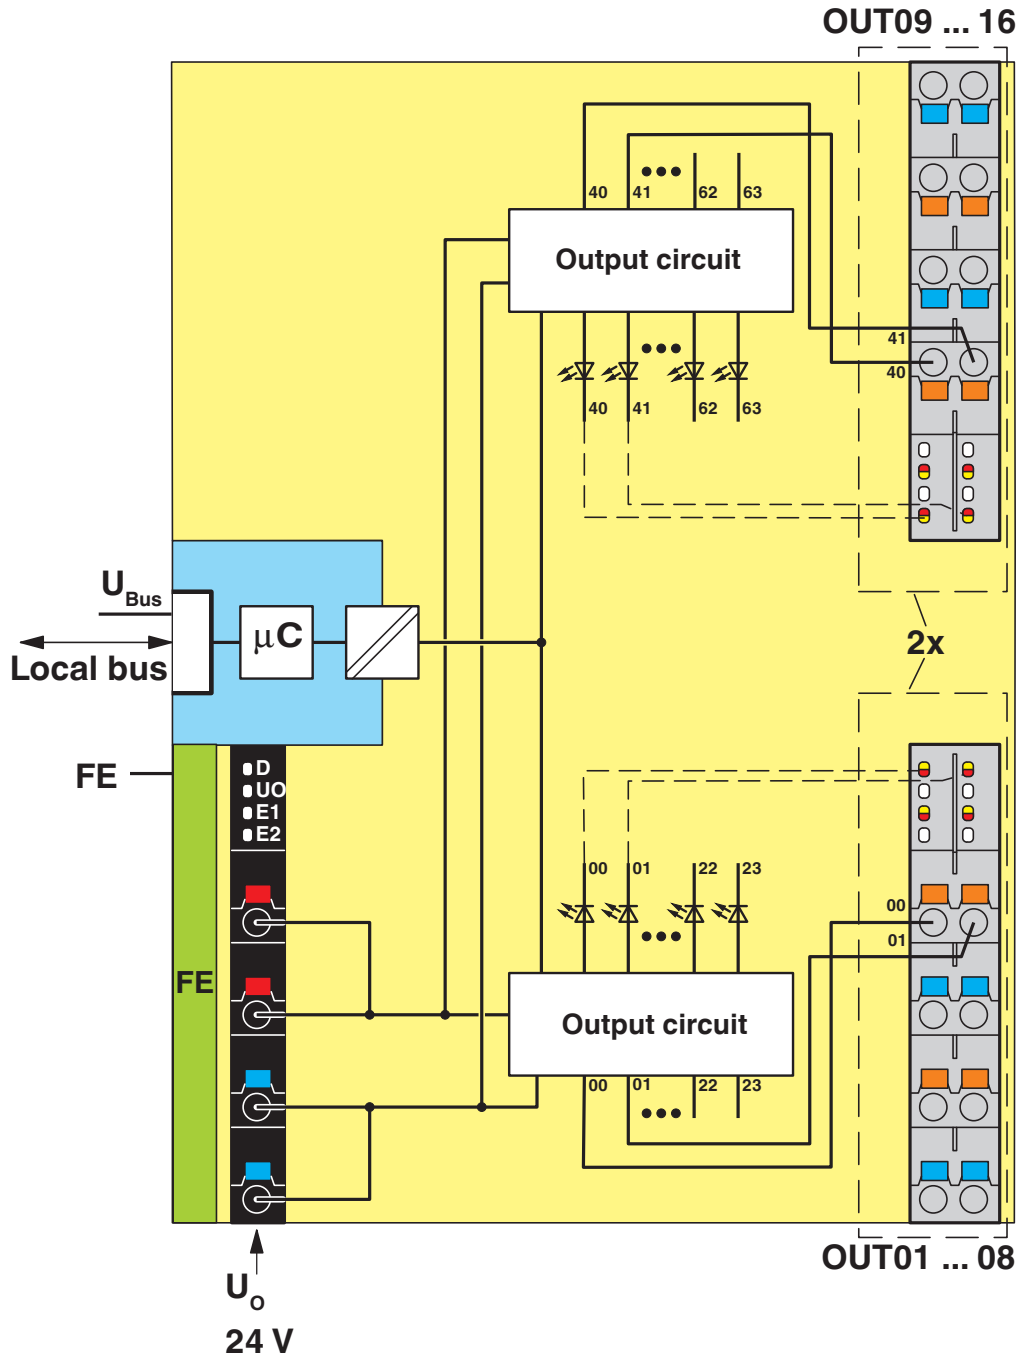 OUT09 ... 16
40 41 62 63
Output circuit
41
40
40 41 62 63
U Bus
Local bus
μC
2x
FE
D
UO
E1
E2
00 01 22 23
00
01
FE
Output circuit
00 01 22 23
OUT01 ... 08
U O
24 V